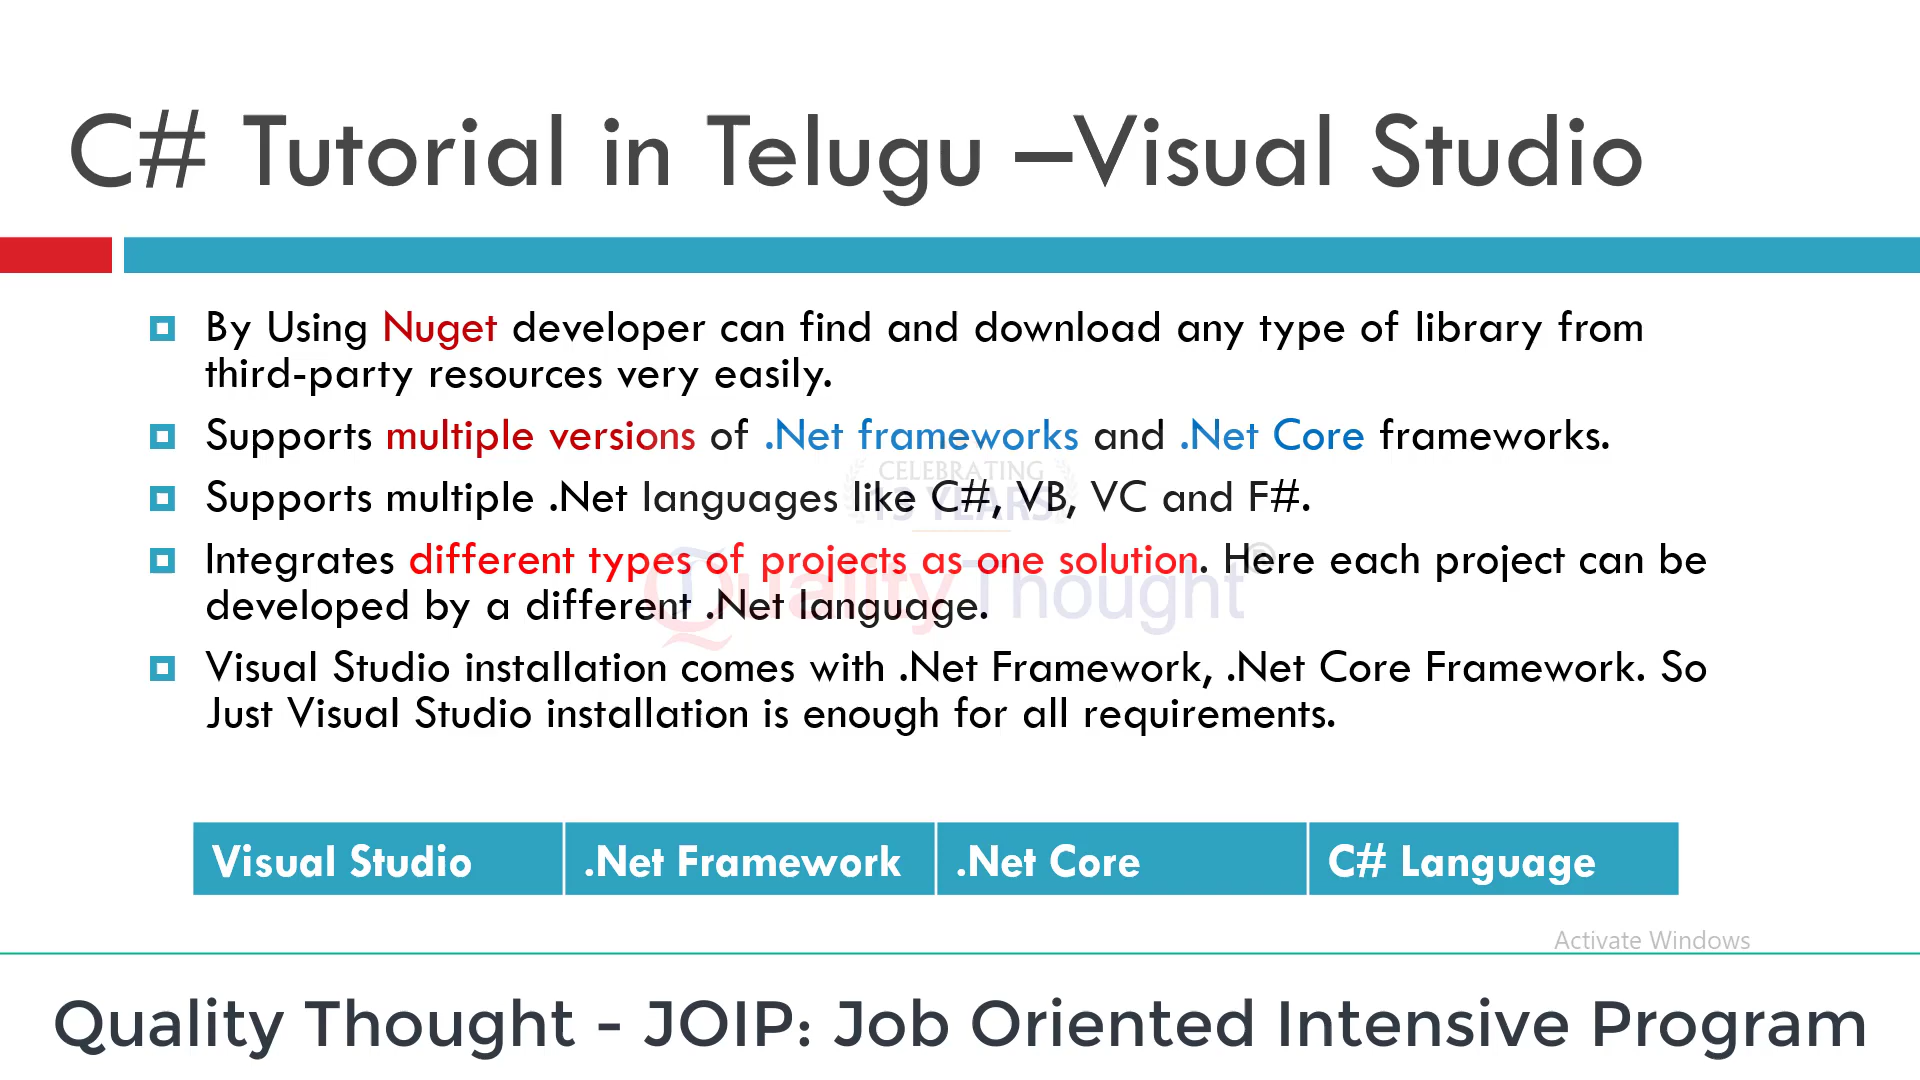 C# Tutorial in Telugu –Visual Studio
By Using Nuget developer can find and download any type of library from
third-party resources very easily.
Supports multiple versions of .Net frameworks and .Net Core frameworks.
CELEBRATING
13 YEARS
Supports multiple .Net languages like C#, VB, VC and F#.
Integrates different types of projects as one solution. Here each project can be
QualityThought
developed by a different .Net language.
Visual Studio installation comes with .Net Framework, .Net Core Framework. So
Just Visual Studio installation is enough for all requirements.
Visual Studio .Net Framework .Net Core C# Language
Activate Windows
Quality Thought - JOIP: Job Oriented Intensive Program